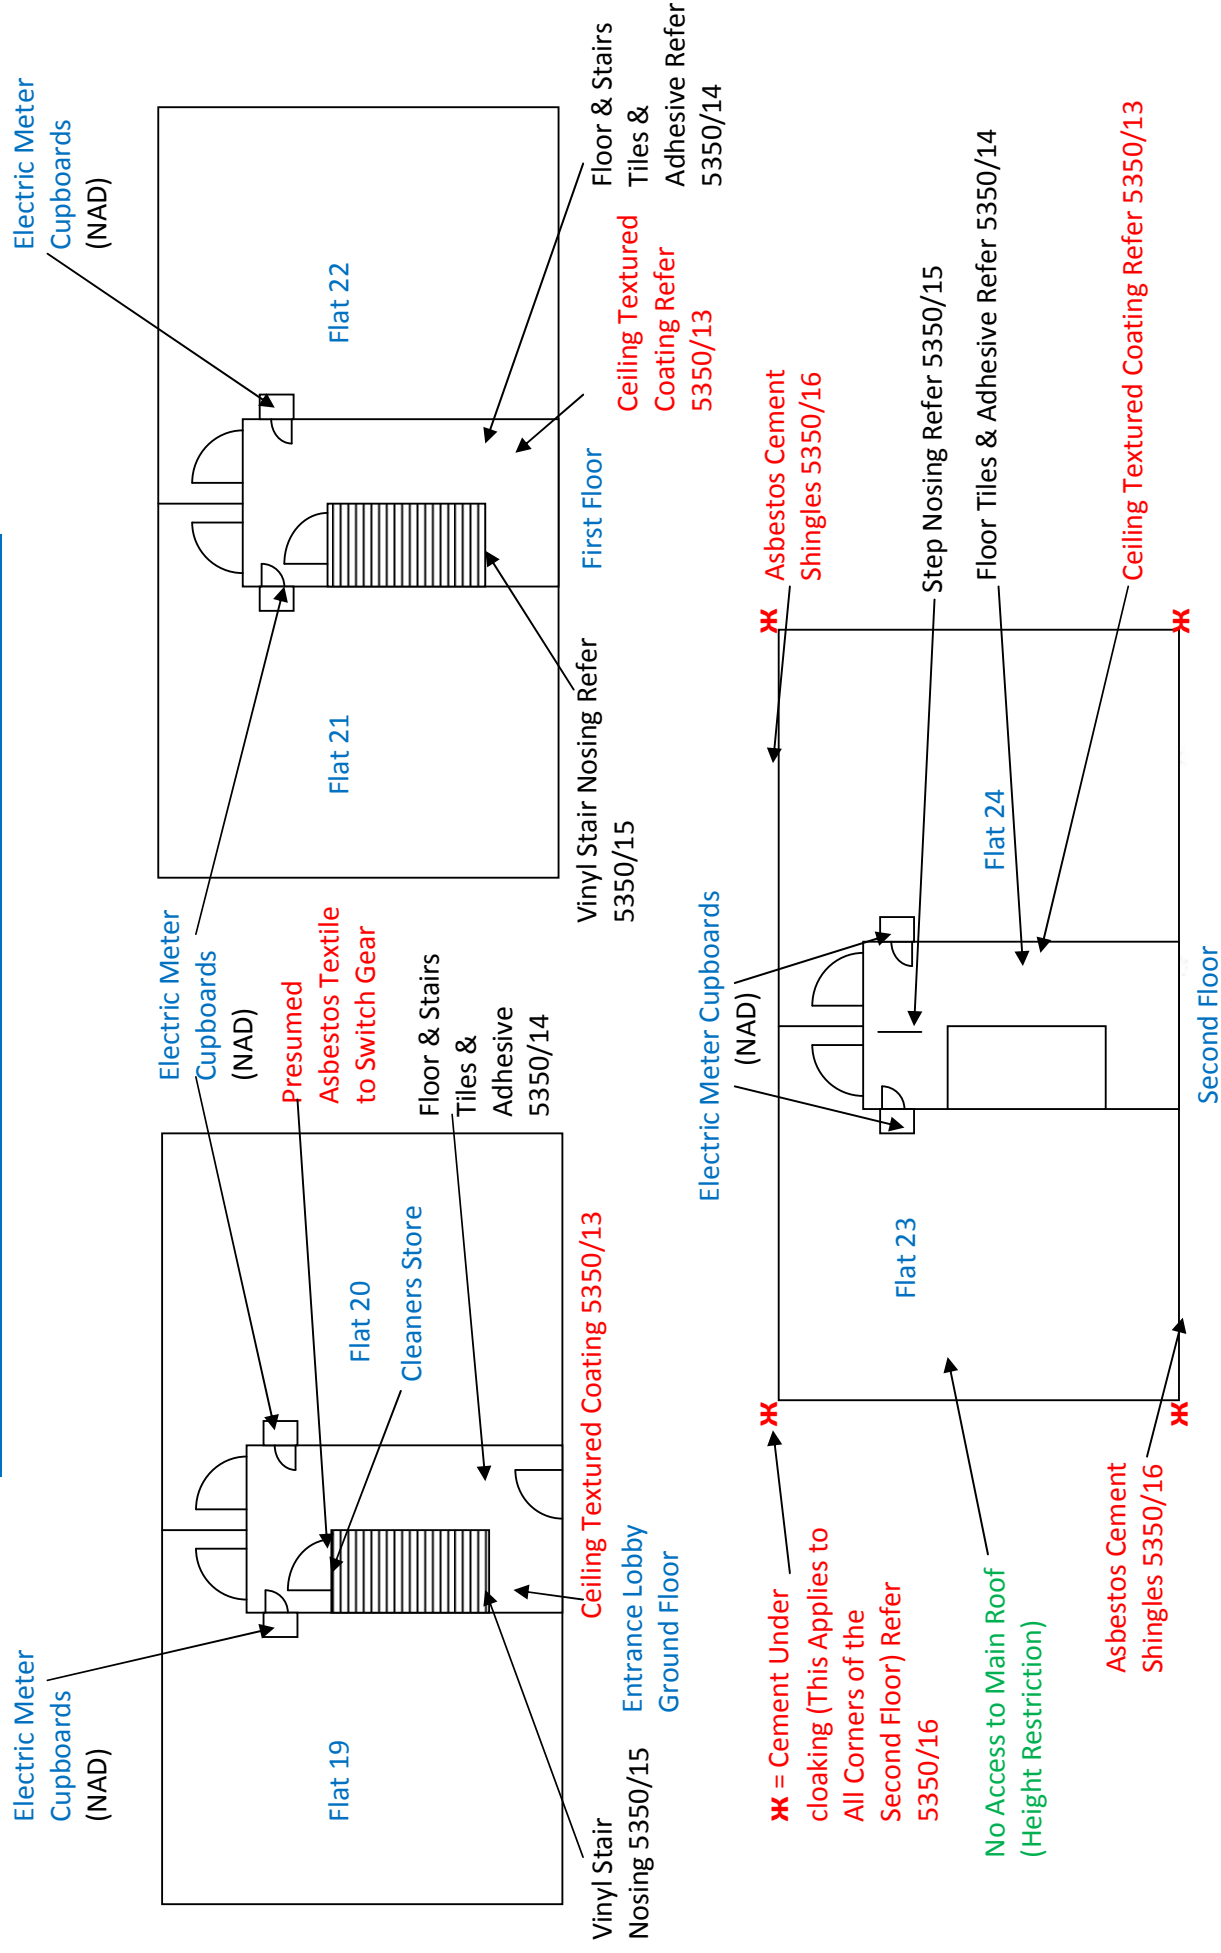 Electric Meter
Cupboards
(NAD)
Flat 19
Vinyl Stair
Nosing 5350/15
Entrance Lobby
Ground Floor
Ceiling Textured Coating 5350/13
Flat 20
Cleaners Store
Floor & Stairs
Tiles &
Adhesive
5350/14
Presumed
Asbestos Textile
to Switch Gear
Electric Meter
Cupboards
(NAD)
Flat 21
Vinyl Stair Nosing Refer
5350/15
First Floor
Flat 22
Ceiling Textured
Coating Refer
5350/13
Floor & Stairs
Tiles &
Adhesive Refer
5350/14
Electric Meter
Cupboards
(NAD)
Ж = Cement Under
cloaking (This Applies to
All Corners of the
Second Floor) Refer
5350/16
No Access to Main Roof
(Height Restriction)
Asbestos Cement
Shingles 5350/16
Ж
Ж
Flat 23
Electric Meter Cupboards
(NAD)
Flat 24
Second Floor
Ж
Ж
Asbestos Cement
Shingles 5350/16
Step Nosing Refer 5350/15
Floor Tiles & Adhesive Refer 5350/14
Ceiling Textured Coating Refer 5350/13